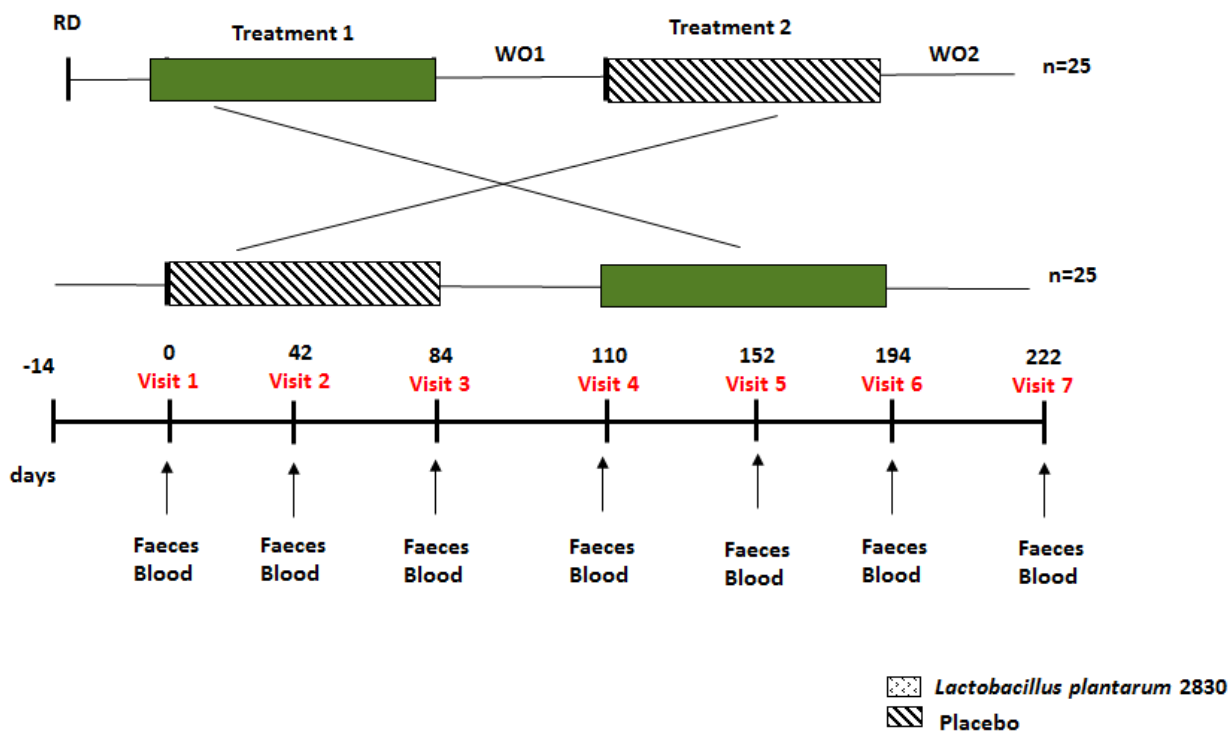 RD
Treatment 1
WO1
Treatment 2
WO2
n=25
n=25
-14
0
42
84
110
152
194
222
Visit 1
Visit 2
Visit 3
Visit 4
Visit 5
Visit 6
Visit 7
days
Faeces
Blood
Faeces
Blood
Faeces
Blood
Faeces
Blood
Faeces
Blood
Faeces
Blood
Faeces
Blood
Lactobacillus plantarum 2830
Placebo